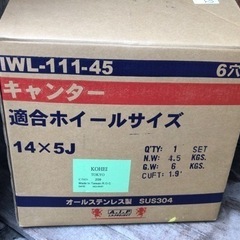 IWL-111-45
6穴
キャンター
適合ホイールサイズ
14×5J
Q'TY: 1 SET
N.W: 4.5 KGS.
G.W: 6 KGS.
CUFT: 1.9'
KOHEI
TOKYO
オールステンレス製 SUS304